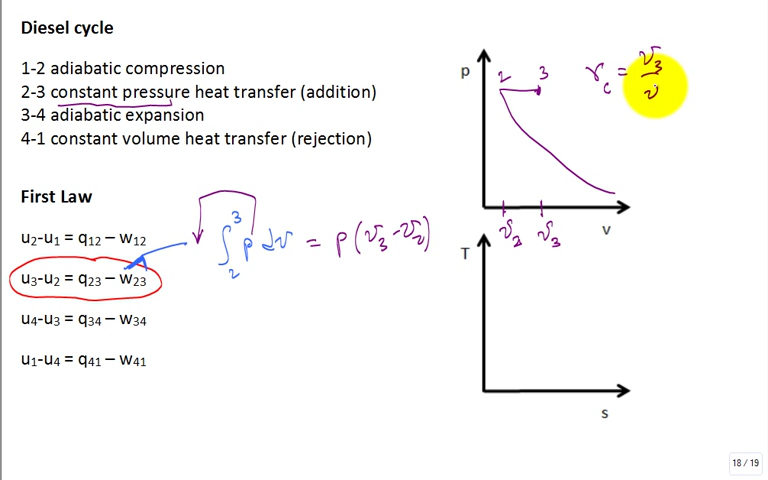 Diesel cycle
1-2 adiabatic compression
2-3 constant pressure heat transfer (addition)
3-4 adiabatic expansion
4-1 constant volume heat transfer (rejection)
First Law
u2-u1 = q12 – w12
u3-u2 = q23 – w23
u4-u3 = q34 – w34
u1-u4 = q41 – w41
∫₂³ p dv = p(v3 - v2)
p
2 3
rc = v3/v
v2 v3
v
T
s
18 / 19